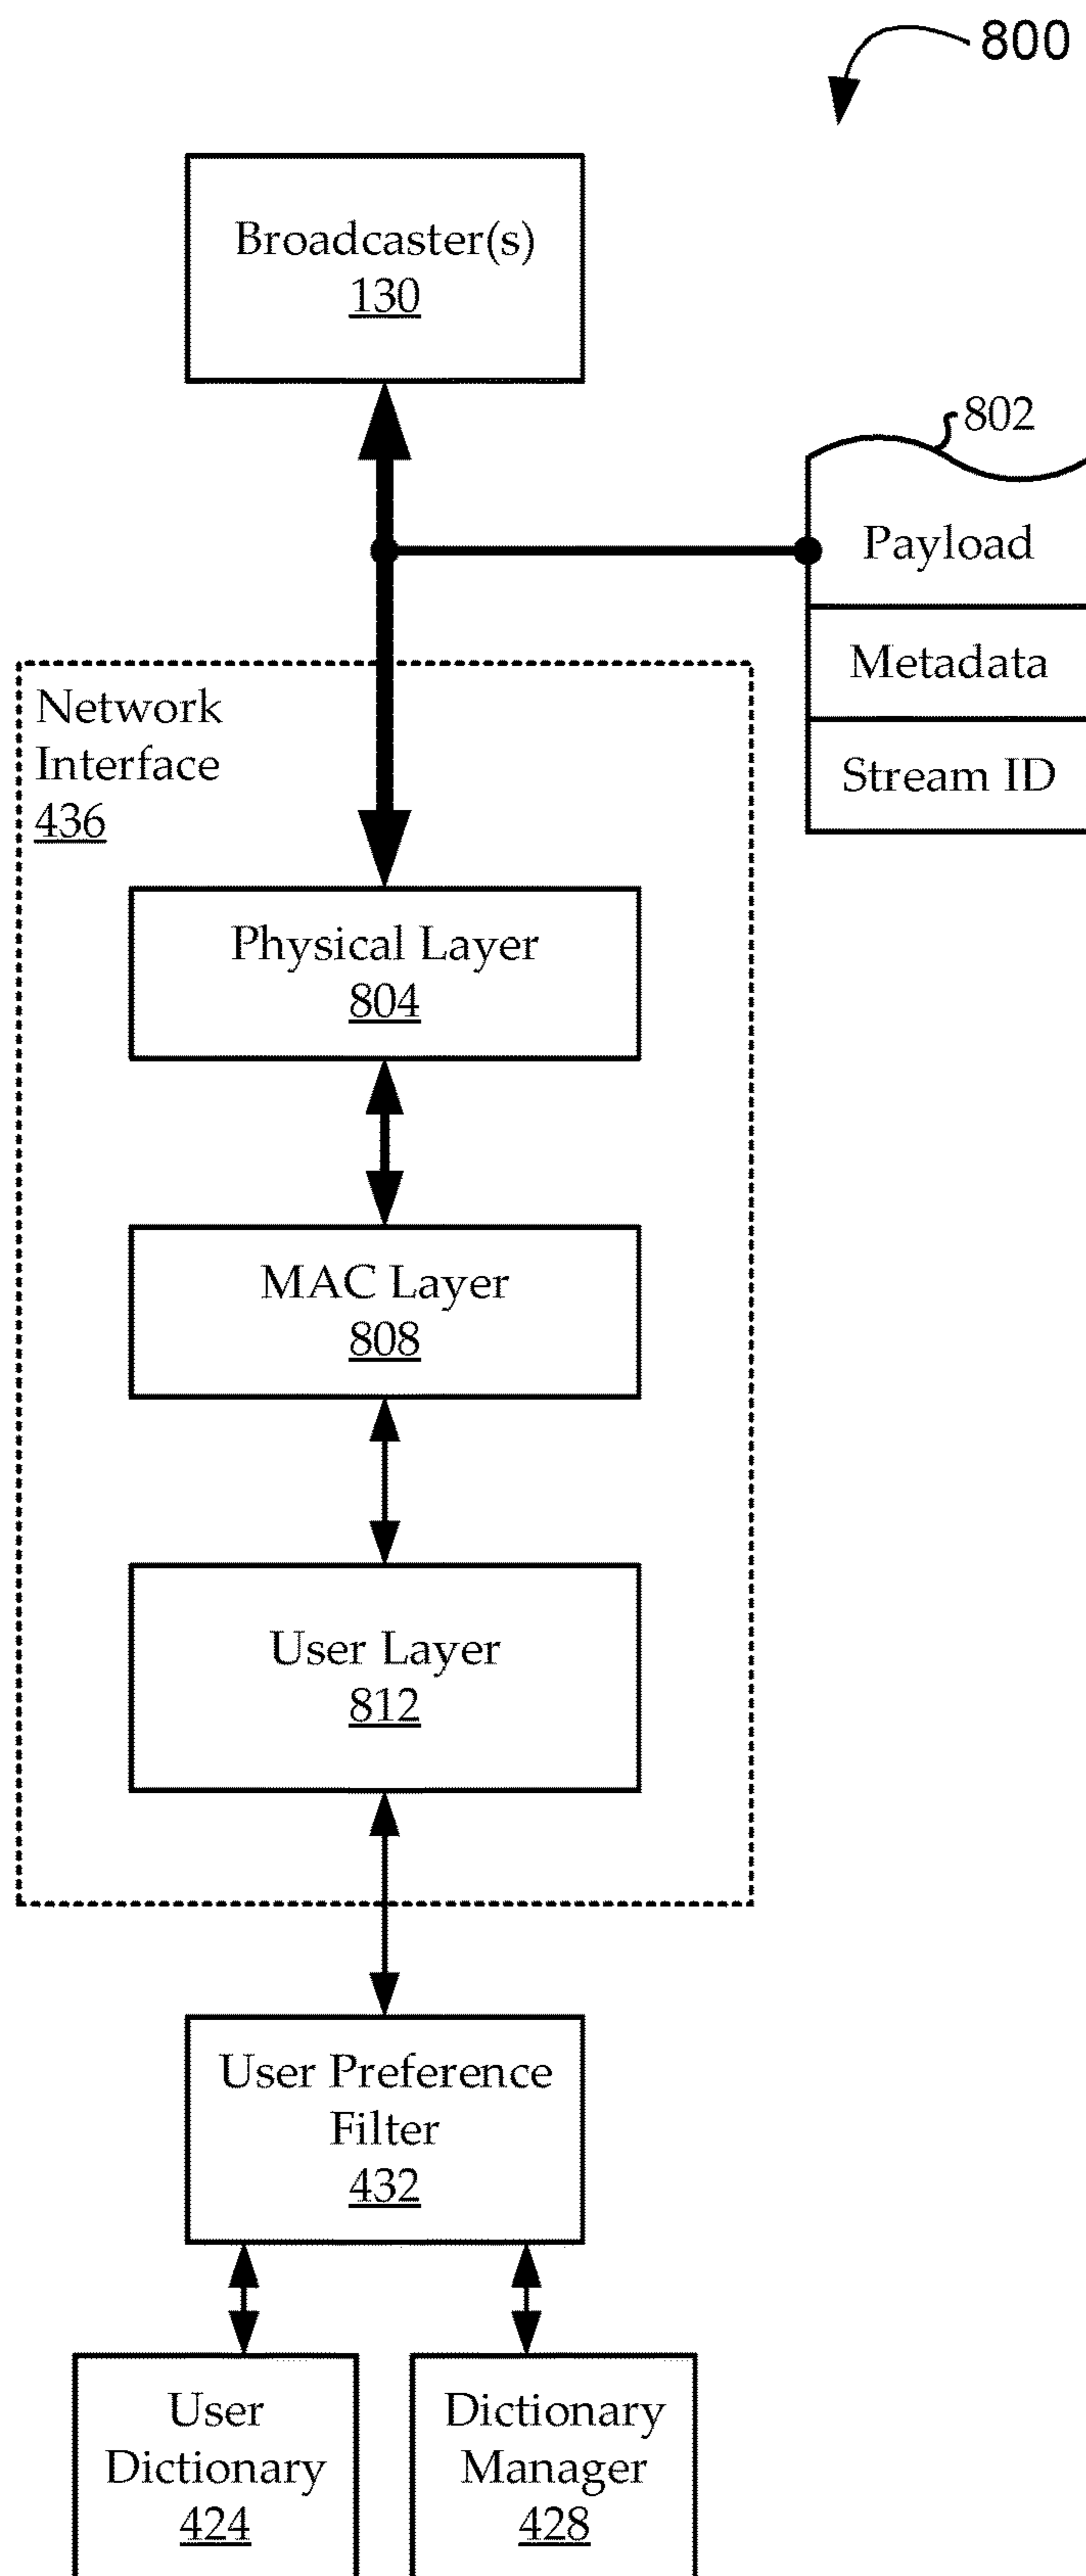 800
Broadcaster(s)
130
802
Payload
Metadata
Stream ID
Network
Interface
436
Physical Layer
804
MAC Layer
808
User Layer
812
User Preference
Filter
432
User
Dictionary
424
Dictionary
Manager
428